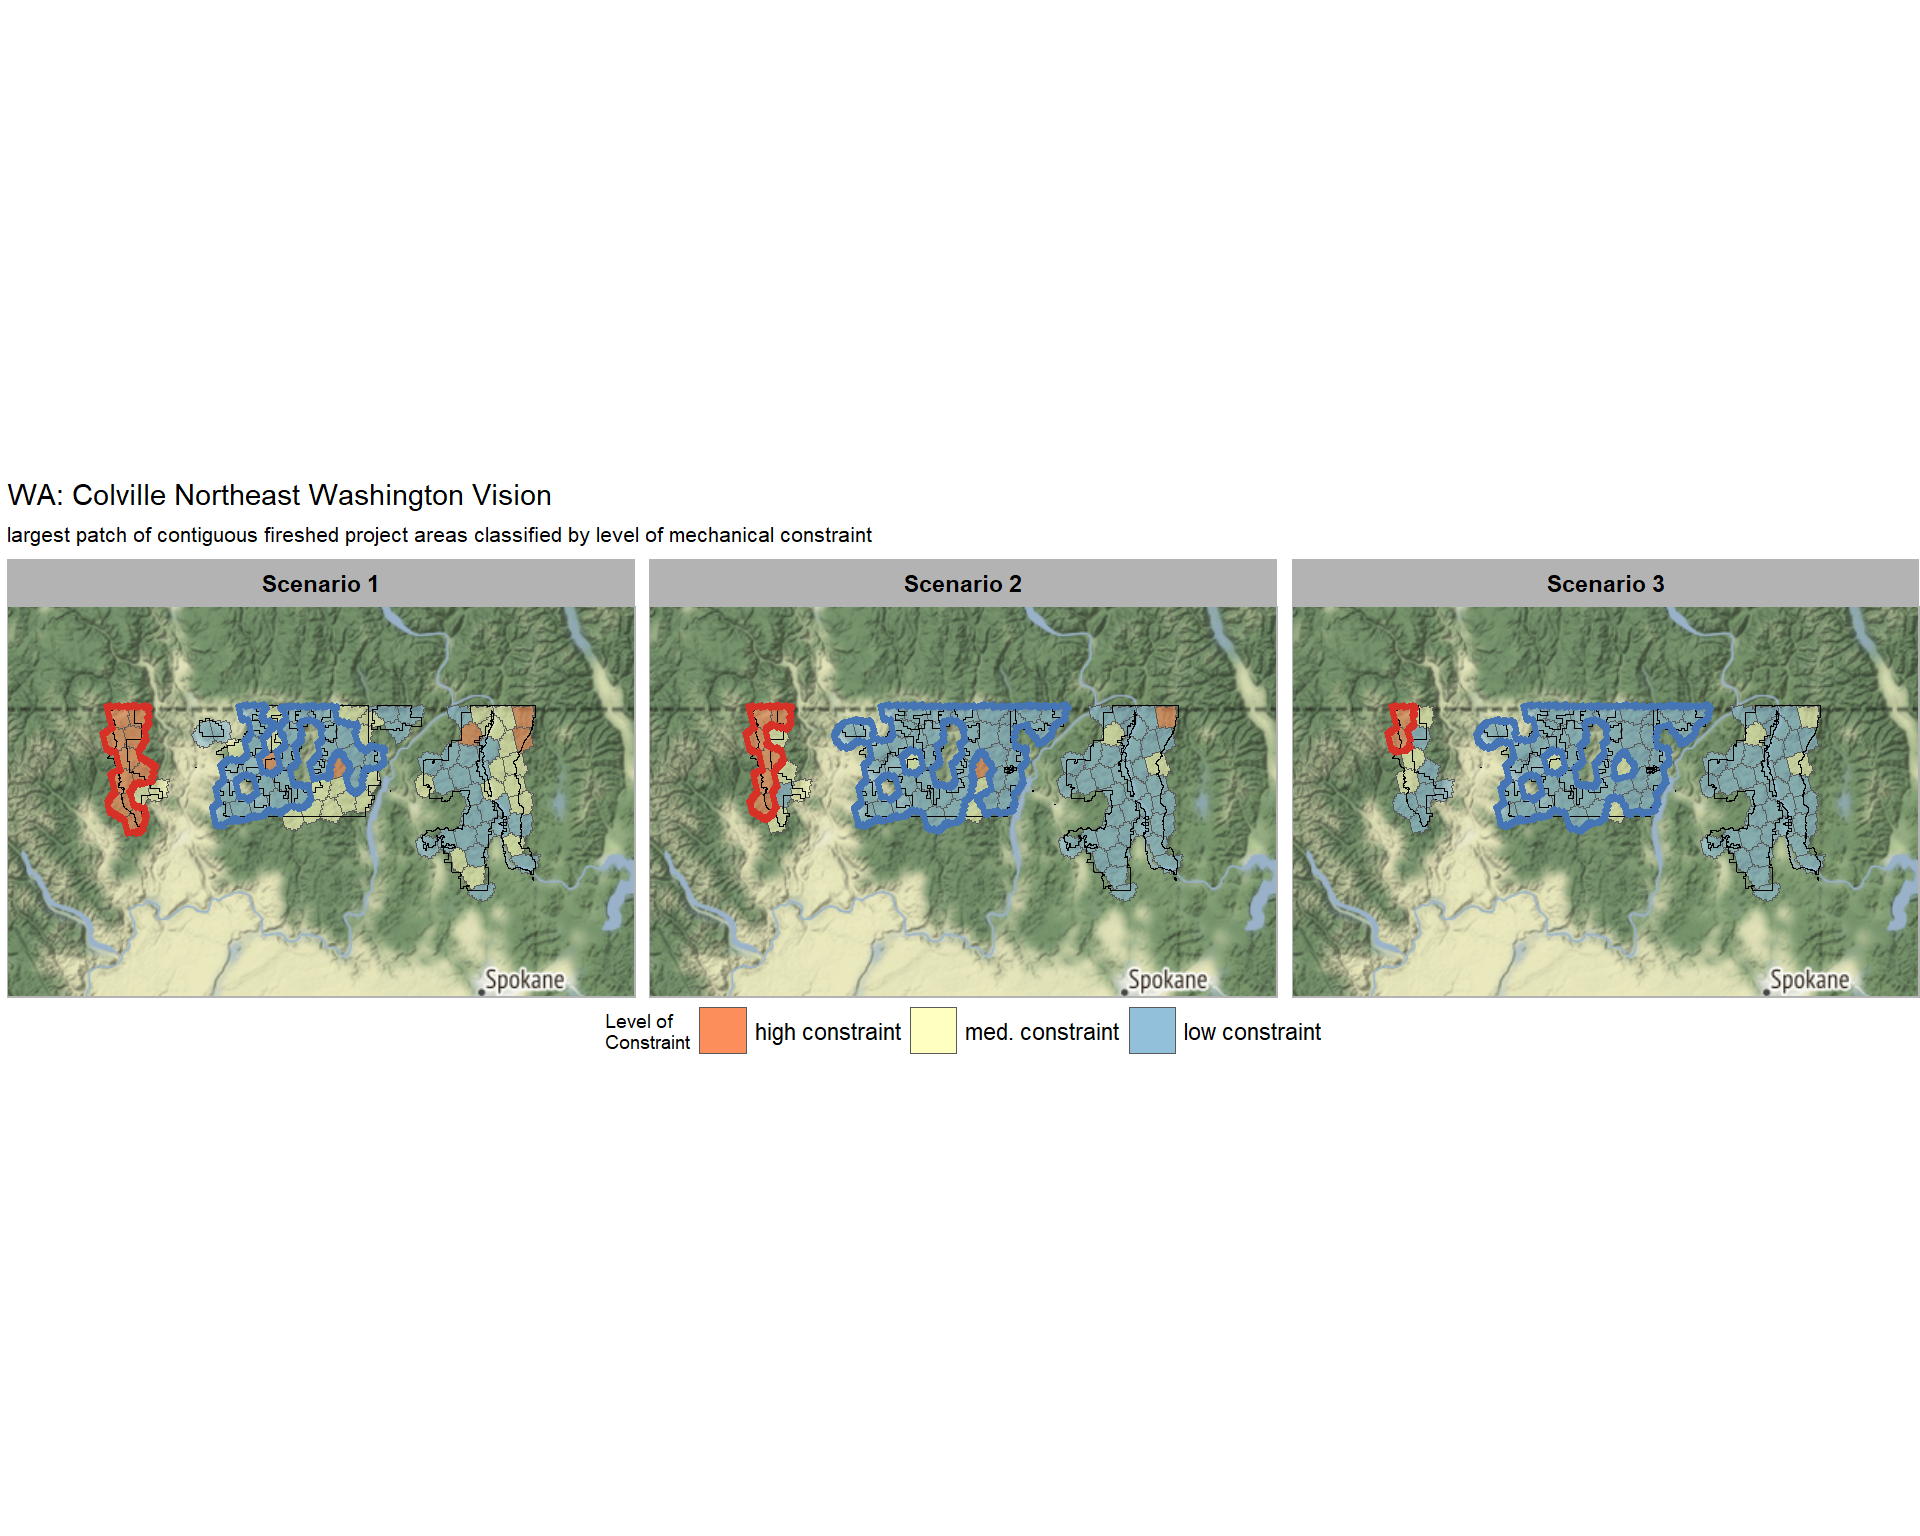 WA: Colville Northeast Washington Vision
largest patch of contiguous fireshed project areas classified by level of mechanical constraint
Scenario 1
Scenario 2
Scenario 3
Spokane
Spokane
Spokane
Level of
Constraint
high constraint
med. constraint
low constraint